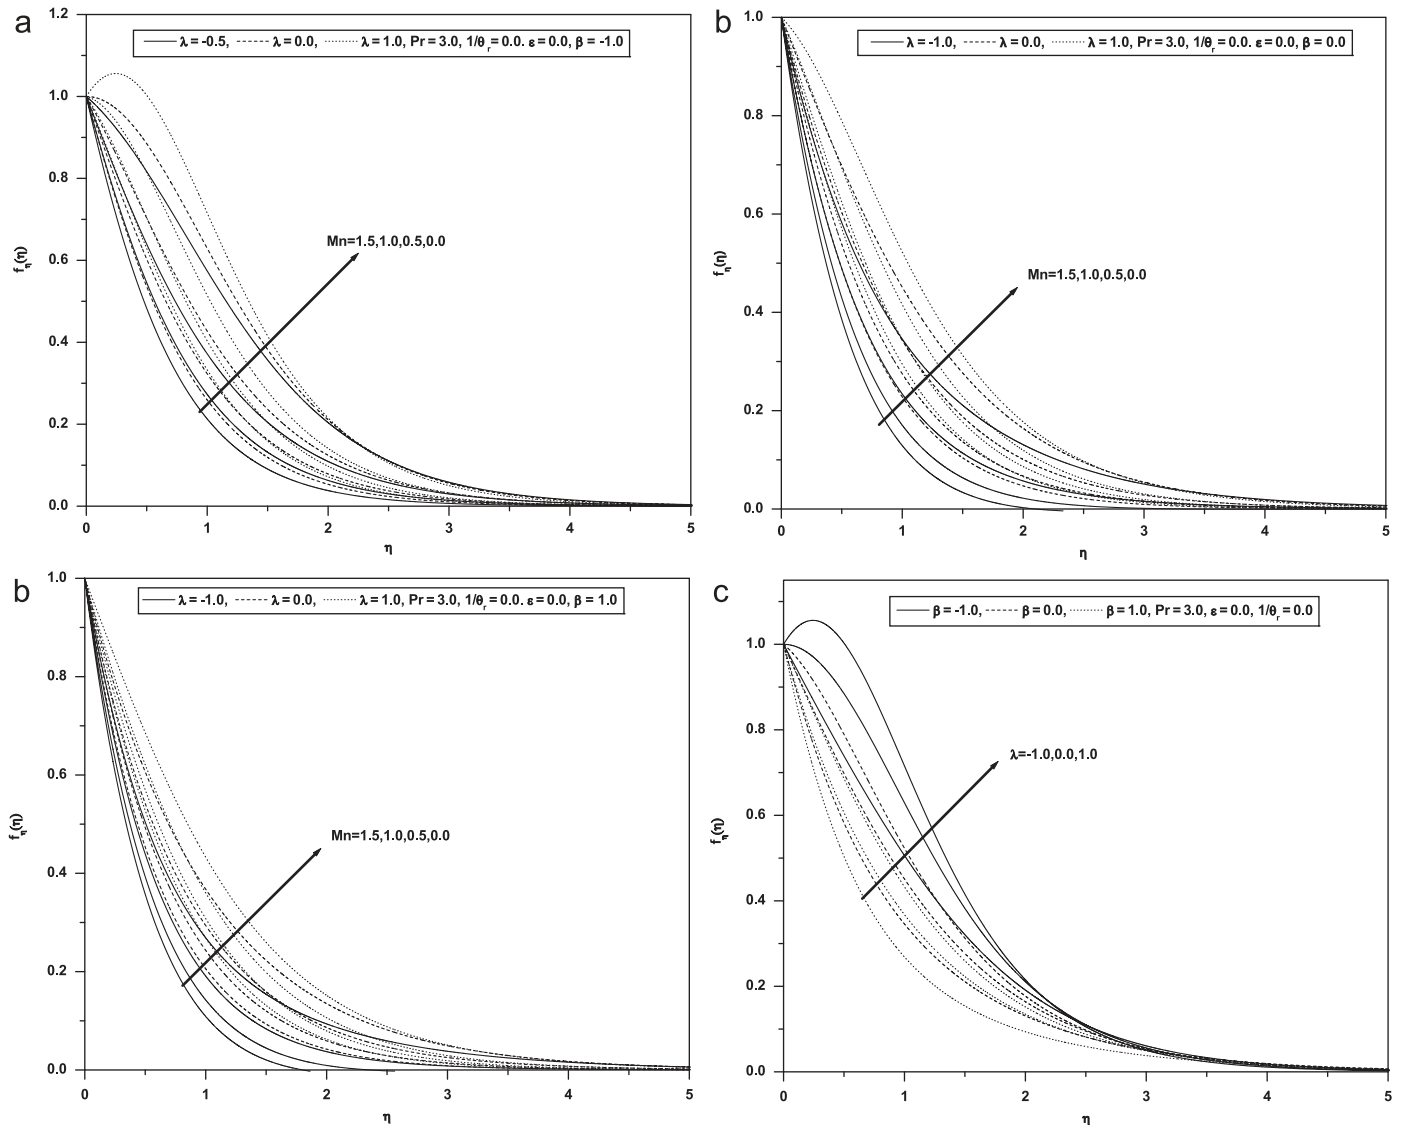 a
1.2
λ = -0.5, λ = 0.0, λ = 1.0, Pr = 3.0, 1/θr = 0.0. ε = 0.0, β = -1.0
1.0
0.8
0.6
0.4
0.2
0.0
fη(η)
Mn=1.5,1.0,0.5,0.0
0 1 2 3 4 5
η
b
1.0
λ = -1.0, λ = 0.0, λ = 1.0, Pr = 3.0, 1/θr = 0.0. ε = 0.0, β = 0.0
0.8
0.6
0.4
0.2
0.0
fη(η)
Mn=1.5,1.0,0.5,0.0
0 1 2 3 4 5
η
b
1.0
λ = -1.0, λ = 0.0, λ = 1.0, Pr = 3.0, 1/θr = 0.0. ε = 0.0, β = 1.0
0.8
0.6
0.4
0.2
0.0
fη(η)
Mn=1.5,1.0,0.5,0.0
0 1 2 3 4 5
η
c
β = -1.0, β = 0.0, β = 1.0, Pr = 3.0, ε = 0.0, 1/θr = 0.0
1.0
0.8
0.6
0.4
0.2
0.0
fη(η)
λ=-1.0,0.0,1.0
0 1 2 3 4 5
η